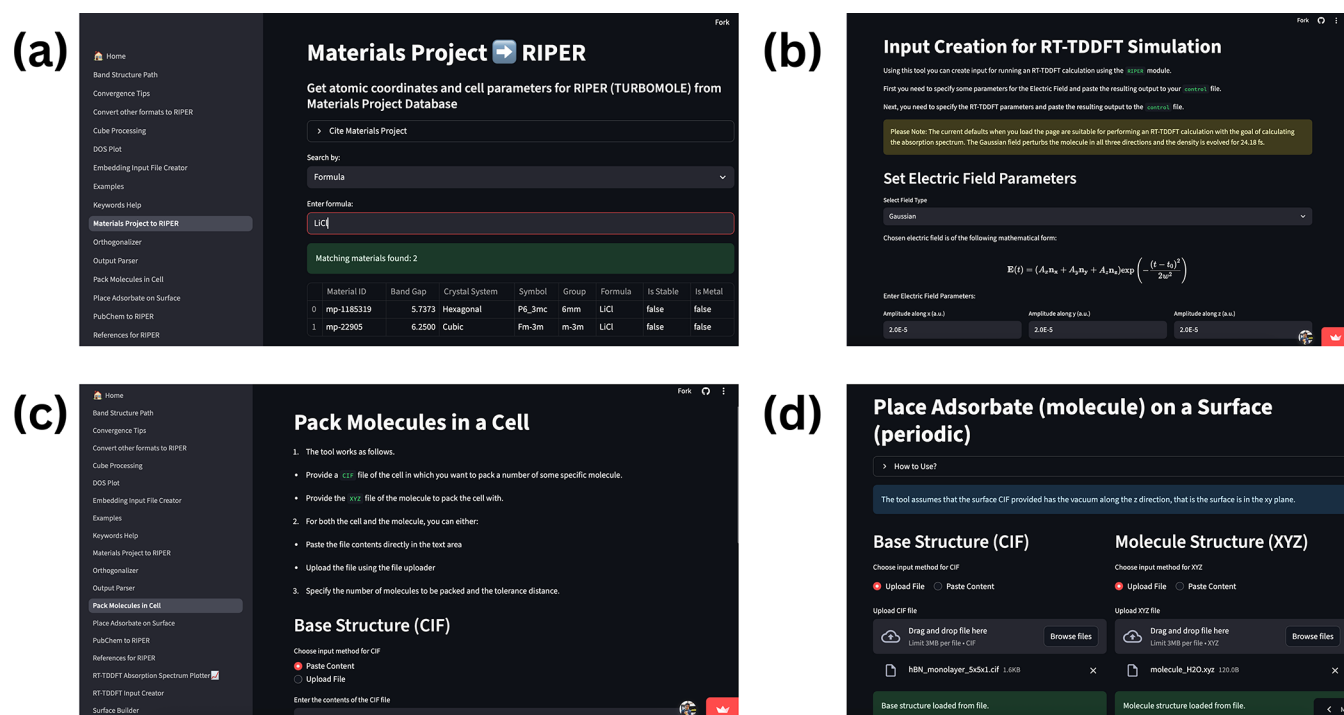 (a)
Fork
🏠 Home
Band Structure Path
Convergence Tips
Convert other formats to RIPER
Cube Processing
DOS Plot
Embedding Input File Creator
Examples
Keywords Help
Materials Project to RIPER
Orthogonalizer
Output Parser
Pack Molecules in Cell
Place Adsorbate on Surface
PubChem to RIPER
References for RIPER
Materials Project ➡️ RIPER
Get atomic coordinates and cell parameters for RIPER (TURBOMOLE) from
Materials Project Database
Cite Materials Project
Search by:
Formula
Enter formula:
LiCl
Matching materials found: 2
Material ID Band Gap Crystal System Symbol Group Formula Is Stable Is Metal
0 mp-1185319 5.7373 Hexagonal P6_3mc 6mm LiCl false false
1 mp-22905 6.2500 Cubic Fm-3m m-3m LiCl false false
(b)
Fork
Input Creation for RT-TDDFT Simulation
Using this tool you can create input for running an RT-TDDFT calculation using the RIPER module.
First you need to specify some parameters for the Electric Field and paste the resulting output to your control file.
Next, you need to specify the RT-TDDFT parameters and paste the resulting output to the control file.
Please Note: The current defaults when you load the page are suitable for performing an RT-TDDFT calculation with the goal of calculating
the absorption spectrum. The Gaussian field perturbs the molecule in all three directions and the density is evolved for 24.18 fs.
Set Electric Field Parameters
Select Field Type
Gaussian
Chosen electric field is of the following mathematical form:
E(t) = (Aₓnₓ + A_y n_y + A_z n_z)exp(−(t − t₀)²/2w²)
Enter Electric Field Parameters:
Amplitude along x (a.u.) Amplitude along y (a.u.) Amplitude along z (a.u.)
2.0E-5 2.0E-5 2.0E-5
(c)
Fork
🏠 Home
Band Structure Path
Convergence Tips
Convert other formats to RIPER
Cube Processing
DOS Plot
Embedding Input File Creator
Examples
Keywords Help
Materials Project to RIPER
Orthogonalizer
Output Parser
Pack Molecules in Cell
Place Adsorbate on Surface
PubChem to RIPER
References for RIPER
RT-TDDFT Absorption Spectrum Plotter📈
RT-TDDFT Input Creator
Surface Builder
Pack Molecules in a Cell
1. The tool works as follows.
• Provide a CIF file of the cell in which you want to pack a number of some specific molecule.
• Provide the XYZ file of the molecule to pack the cell with.
2. For both the cell and the molecule, you can either:
• Paste the file contents directly in the text area
• Upload the file using the file uploader
3. Specify the number of molecules to be packed and the tolerance distance.
Base Structure (CIF)
Choose input method for CIF
Paste Content
Upload File
Enter the contents of the CIF file
(d)
Place Adsorbate (molecule) on a Surface
(periodic)
How to Use?
The tool assumes that the surface CIF provided has the vacuum along the z direction, that is the surface is in the xy plane.
Base Structure (CIF)
Choose input method for CIF
Upload File Paste Content
Upload CIF file
Drag and drop file here
Limit 3MB per file • CIF
Browse files
hBN_monolayer_5x5x1.cif 1.6KB
Base structure loaded from file.
Molecule Structure (XYZ)
Choose input method for XYZ
Upload File Paste Content
Upload XYZ file
Drag and drop file here
Limit 3MB per file • XYZ
Browse files
molecule_H2O.xyz 120.0B
Molecule structure loaded from file.